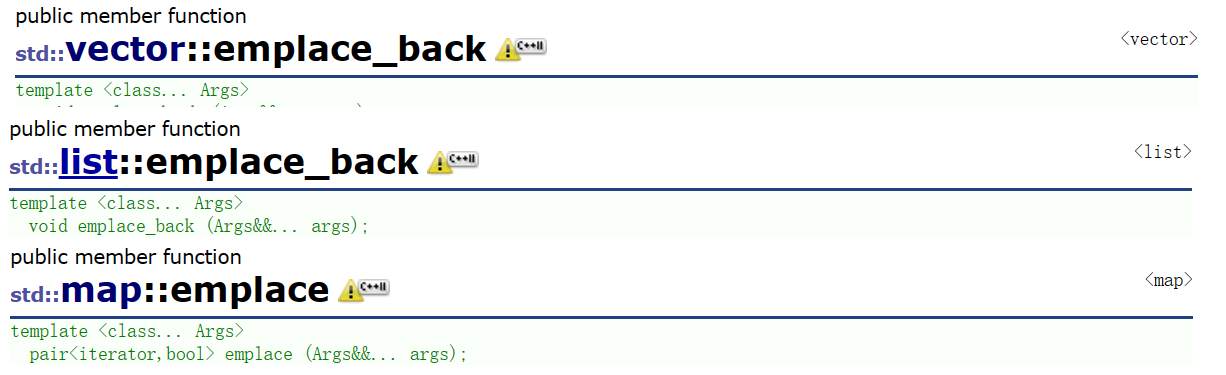 public member function
std::vector::emplace_back C++11
<vector>
template <class... Args>
public member function
std::list::emplace_back C++11
<list>
template <class... Args>
void emplace_back (Args&&... args);
public member function
std::map::emplace C++11
<map>
template <class... Args>
pair<iterator,bool> emplace (Args&&... args);